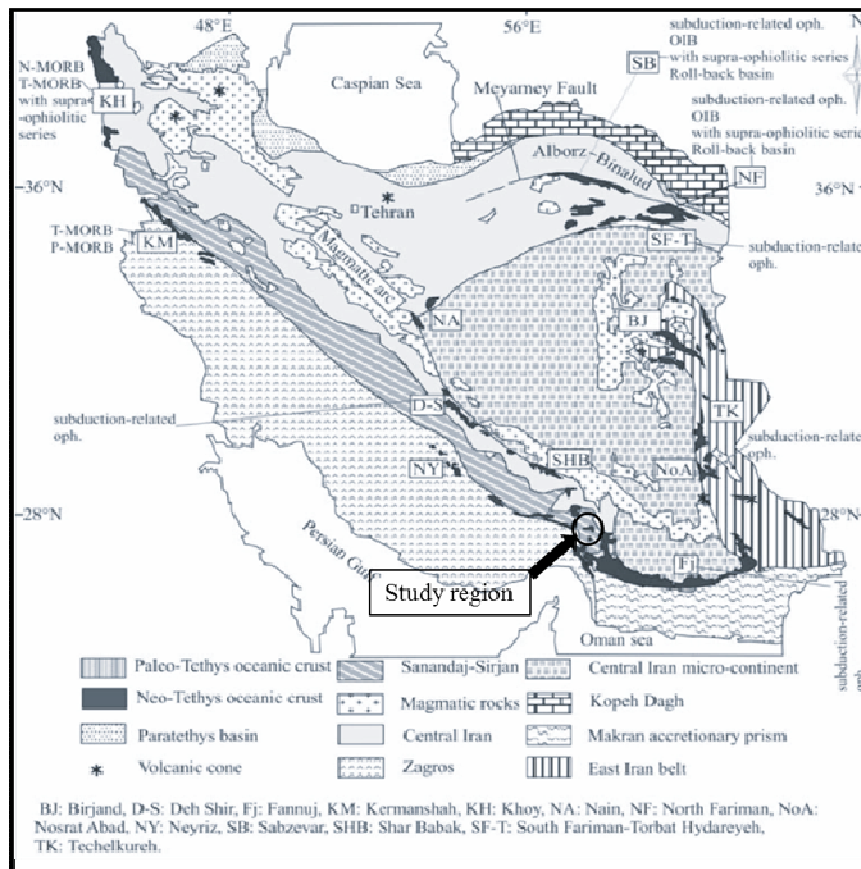 48°E
56°E
N
subduction-related oph.
OIB
with supra-ophiolitic series
Roll-back basin
SB
N-MORB
T-MORB
with supra
-ophiolitic
series
KH
Caspian Sea
Meyamey Fault
subduction-related oph.
OIB
with supra-ophiolitic serie
Roll-back basin
NF
Alborz-Binalud
36°N
36°N
Tehran
T-MORB
P-MORB
KM
SF-T
subduction-relate
oph.
Magmatic arc
NA
BJ
D-S
TK
subduction-related
oph.
subduction-relate
oph.
NY
SHB
NoA
28°N
28°N
Persian Gulf
Fj
Study region
Oman sea
subduction-related
oph
Paleo-Tethys oceanic crust
Sanandaj-Sirjan
Central Iran micro-continent
Neo-Tethys oceanic crust
Magmatic rocks
Kopeh Dagh
Paratethys basin
Central Iran
Makran accretionary prism
Volcanic cone
Zagros
East Iran belt
BJ: Birjand, D-S: Deh Shir, Fj: Fannuj, KM: Kermanshah, KH: Khoy, NA: Nain, NF: North Fariman, NoA:
Nosrat Abad, NY: Neyriz, SB: Sabzevar, SHB: Shar Babak, SF-T: South Fariman-Torbat Hydareyeh,
TK: Techelkureh.